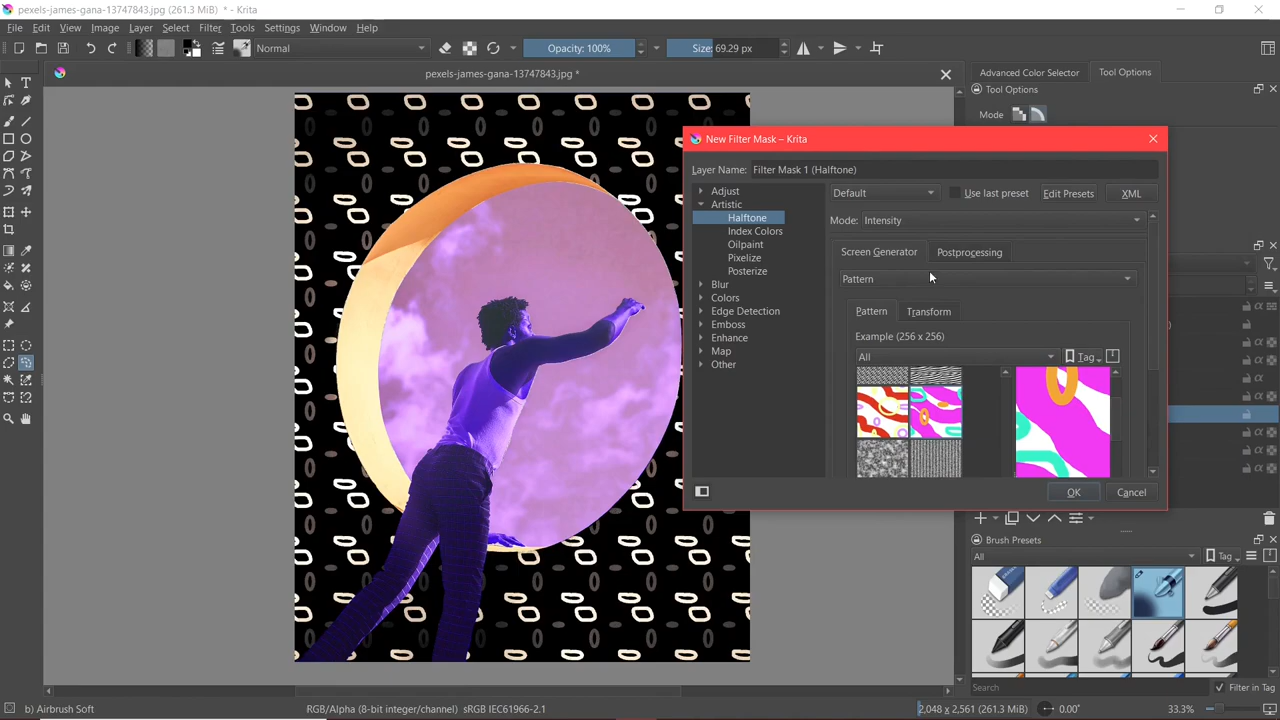 pexels-james-gana-13747843.jpg (261.3 MiB)  * - Krita
File Edit View Image Layer Select Filter Tools Settings Window Help
Normal Opacity: 100% Size: 69.29 px
pexels-james-gana-13747843.jpg *
Advanced Color Selector Tool Options
Tool Options
Mode
New Filter Mask — Krita
Layer Name: Filter Mask 1 (Halftone)
Adjust
Artistic
Halftone
Index Colors
Oilpaint
Pixelize
Posterize
Blur
Colors
Edge Detection
Emboss
Enhance
Map
Other
Default Use last preset Edit Presets XML
Mode: Intensity
Screen Generator Postprocessing
Pattern
Pattern Transform
Example (256 x 256)
All Tag
OK Cancel
Brush Presets
All Tag
Search Filter in Tag
b) Airbrush Soft RGB/Alpha (8-bit integer/channel) sRGB IEC61966-2.1 2,048 x 2,561 (261.3 MiB) 0.00° 33.3%